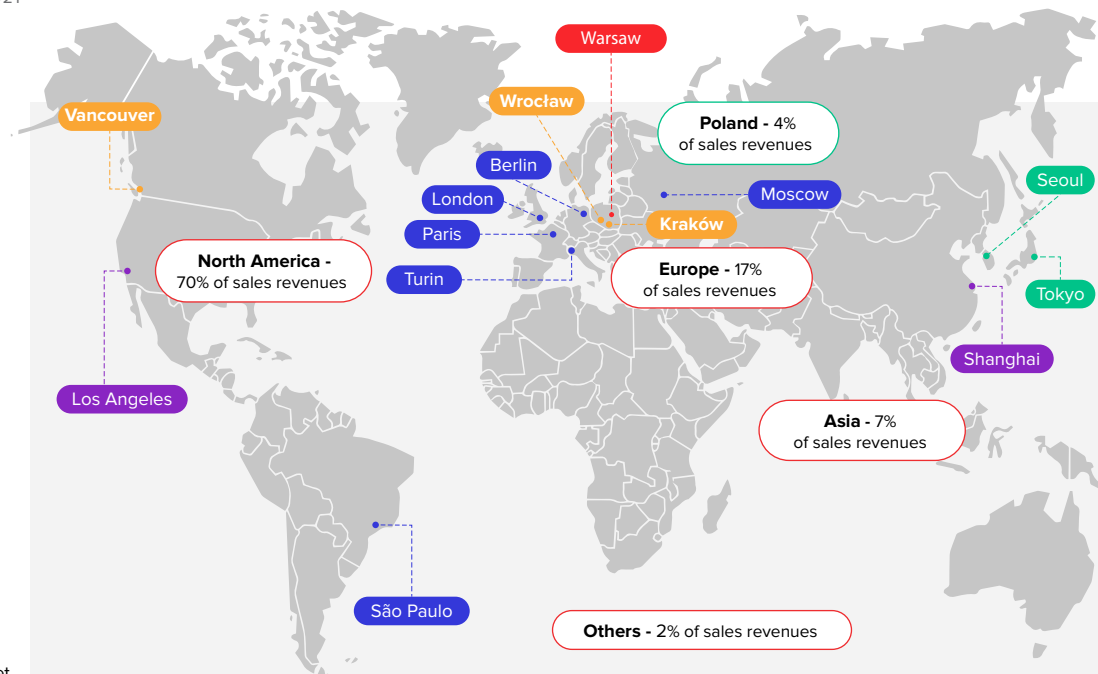 Warsaw
Wrocław
Vancouver
Poland - 4%
of sales revenues
Berlin
Seoul
London
Moscow
Paris
Kraków
North America -
70% of sales revenues
Europe - 17%
of sales revenues
Turin
Tokyo
Shanghai
Los Angeles
Asia - 7%
of sales revenues
São Paulo
Others - 2% of sales revenues